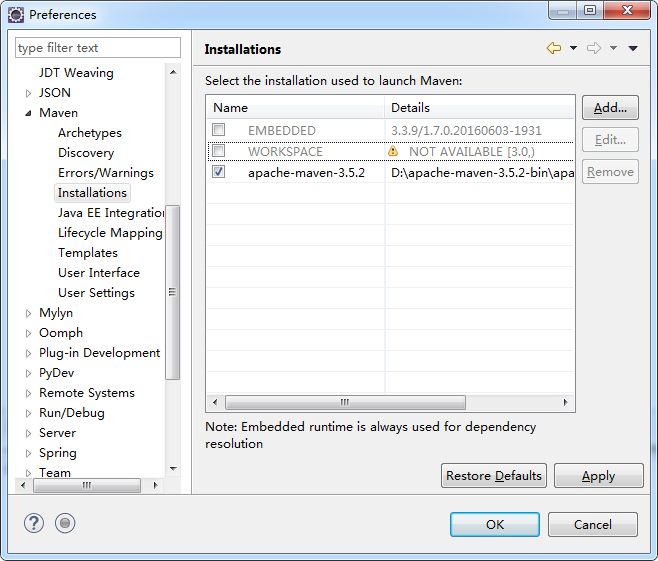 Preferences
type filter text
JDT Weaving
JSON
Maven
Archetypes
Discovery
Errors/Warnings
Installations
Java EE Integration
Lifecycle Mapping
Templates
User Interface
User Settings
Mylyn
Oomph
Plug-in Development
PyDev
Remote Systems
Run/Debug
Server
Spring
Team
Installations
Select the installation used to launch Maven:
Name Details
EMBEDDED 3.3.9/1.7.0.20160603-1931
WORKSPACE NOT AVAILABLE [3.0,)
apache-maven-3.5.2 D:\apache-maven-3.5.2-bin\apa
Add...
Edit...
Remove
Note: Embedded runtime is always used for dependency
resolution
Restore Defaults Apply
? OK Cancel